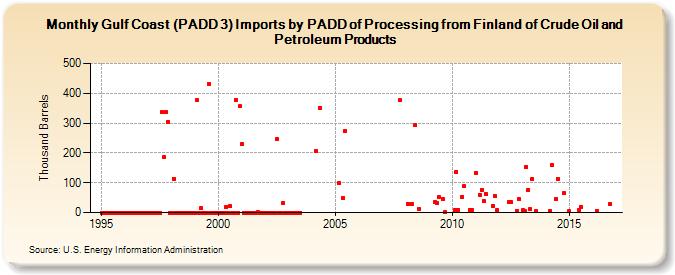 Monthly Gulf Coast (PADD 3) Imports by PADD of Processing from Finland of Crude Oil and
Petroleum Products
Thousand Barrels
500
400
300
200
100
0
1995 2000 2005 2010 2015
Source: U.S. Energy Information Administration